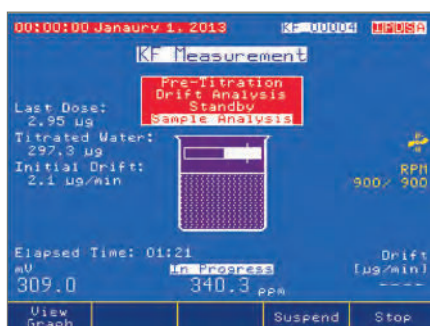 00:00:00 Janaury 1, 2013 KF 00004
KF Measurement
Pre-Titration
Drift Analysis
Standby
Sample Analysis
Last Dose:
2.95 µg
Titrated Water:
297.3 µg
Initial Drift:
2.1 µg/min
RPM
900/ 900
Elapsed Time: 01:21
mV
309.0
In Progress
340.3 ppm
Drift
[µg/min]
----
View
Graph
Suspend
Stop